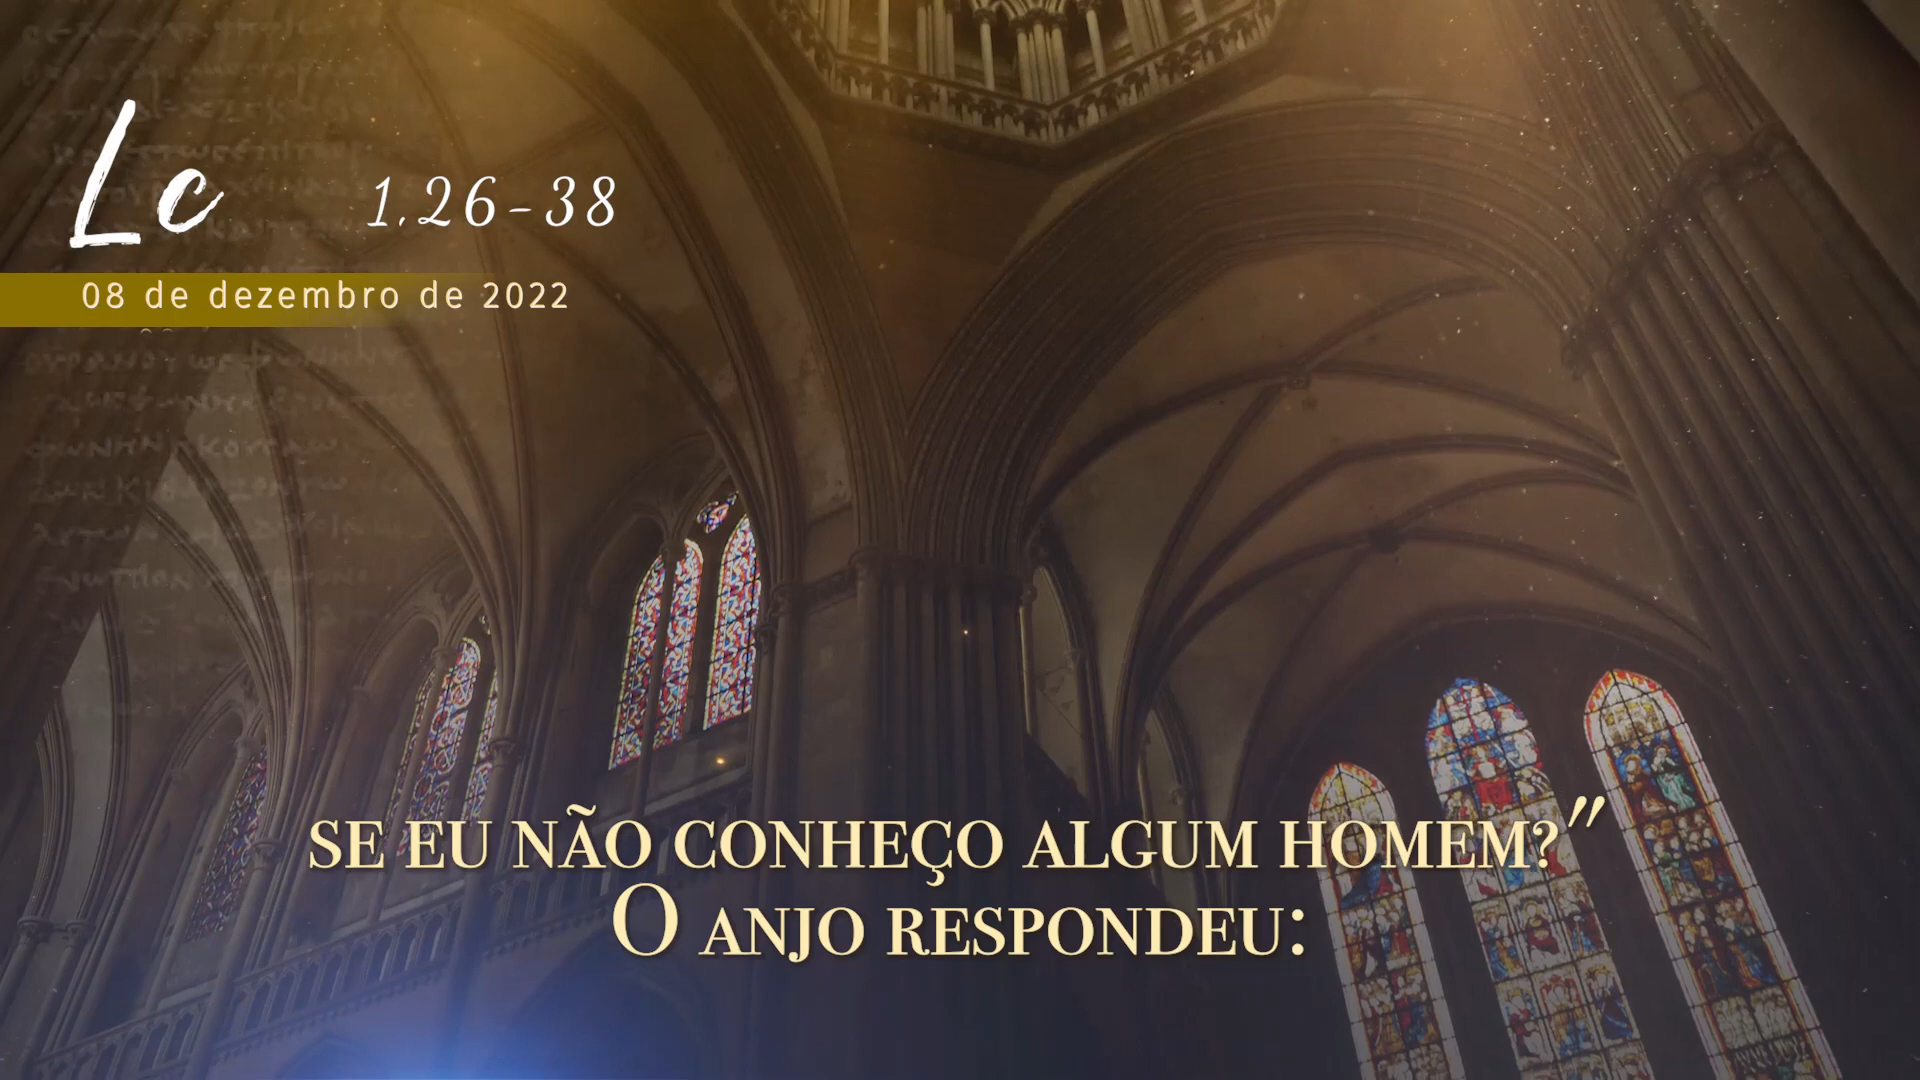 Lc 1.26-38
08 de dezembro de 2022
SE EU NÃO CONHEÇO ALGUM HOMEM?"
O ANJO RESPONDEU: